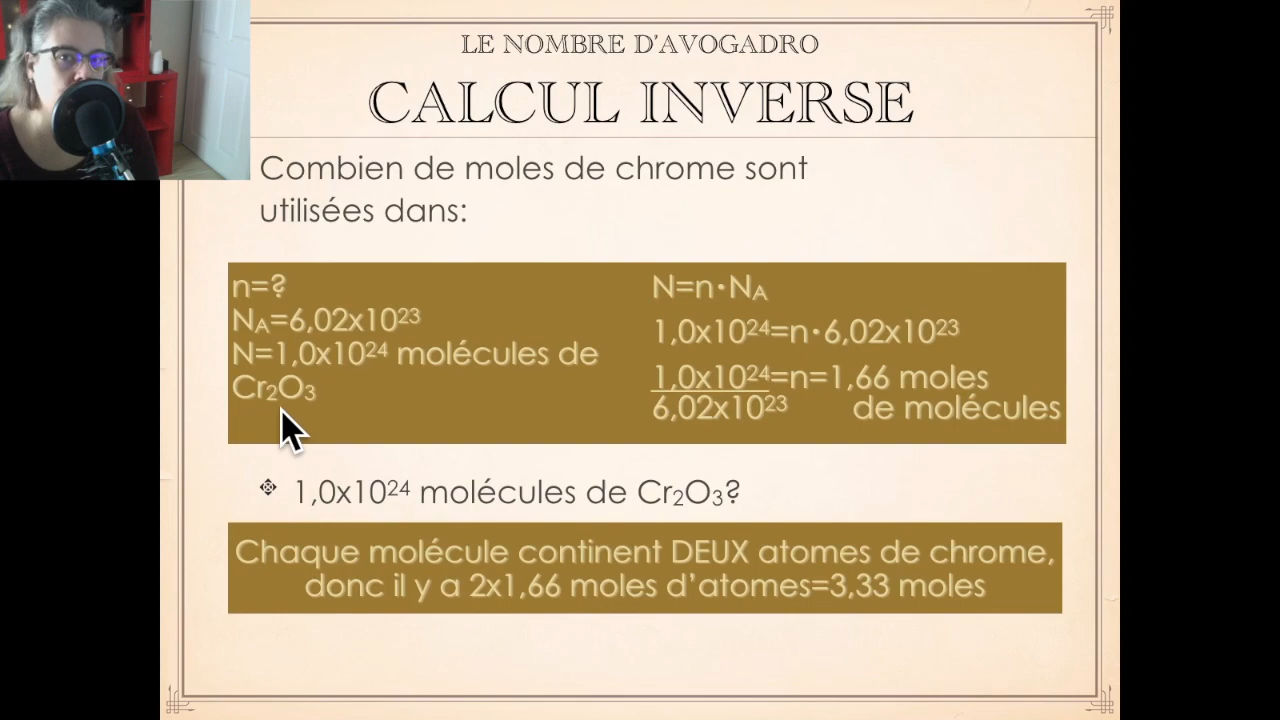 LE NOMBRE D'AVOGADRO
CALCUL INVERSE
Combien de moles de chrome sont
utilisées dans:
n=?
N_A=6,02x10²³
N=1,0x10²⁴ molécules de
Cr₂O₃
N=n·N_A
1,0x10²⁴=n·6,02x10²³
1,0x10²⁴=n=1,66 moles
6,02x10²³ de molécules
1,0x10²⁴ molécules de Cr₂O₃?
Chaque molécule continent DEUX atomes de chrome,
donc il y a 2x1,66 moles d'atomes=3,33 moles